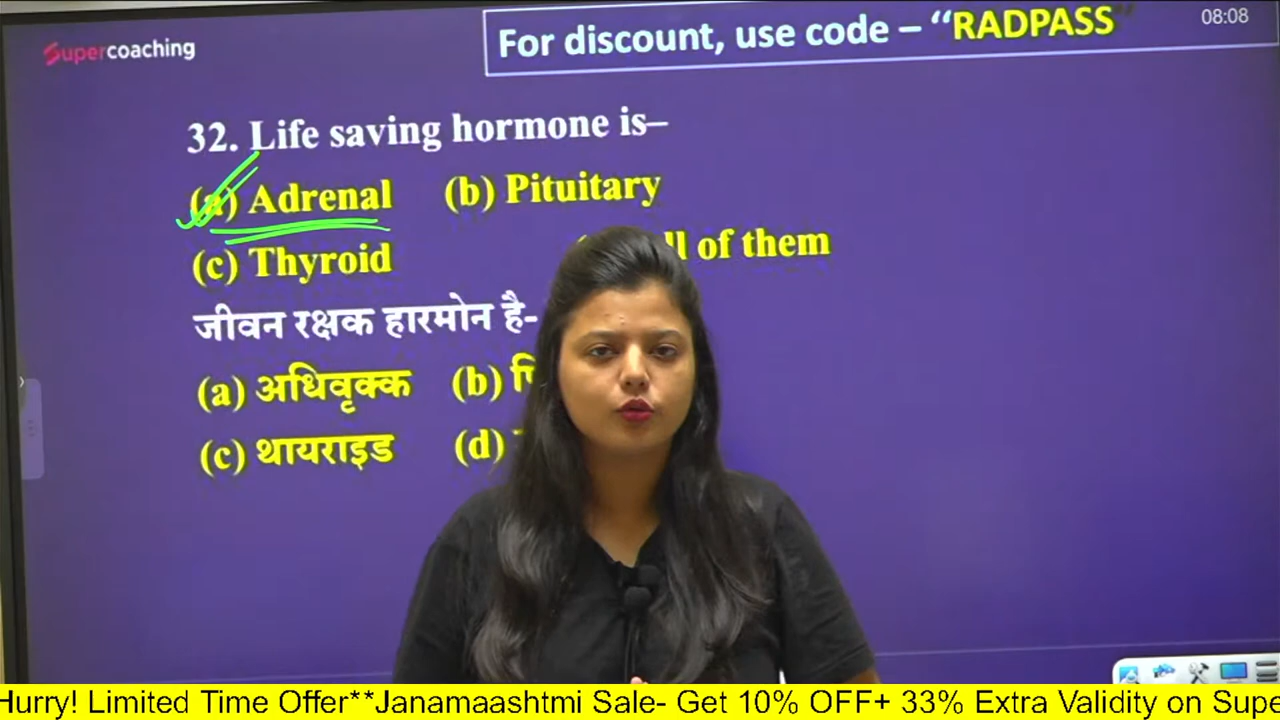 Supercoaching
For discount, use code – “RADPASS”
08:08
32. Life saving hormone is–
(a) Adrenal (b) Pituitary
(c) Thyroid of them
जीवन रक्षक हारमोन है-
(a) अधिवृक्क (b)
(c) थायराइड (d)
Hurry! Limited Time Offer**Janamaashtmi Sale- Get 10% OFF+ 33% Extra Validity on